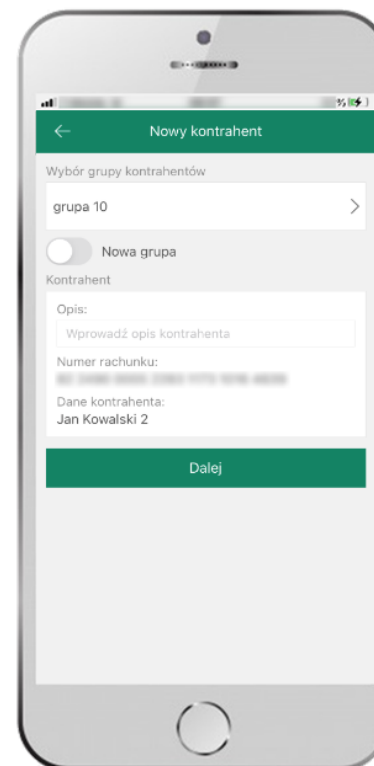 Nowy kontrahent
Wybór grupy kontrahentów
grupa 10
Nowa grupa
Kontrahent
Opis:
Wprowadź opis kontrahenta
Numer rachunku:
Dane kontrahenta:
Jan Kowalski 2
Dalej